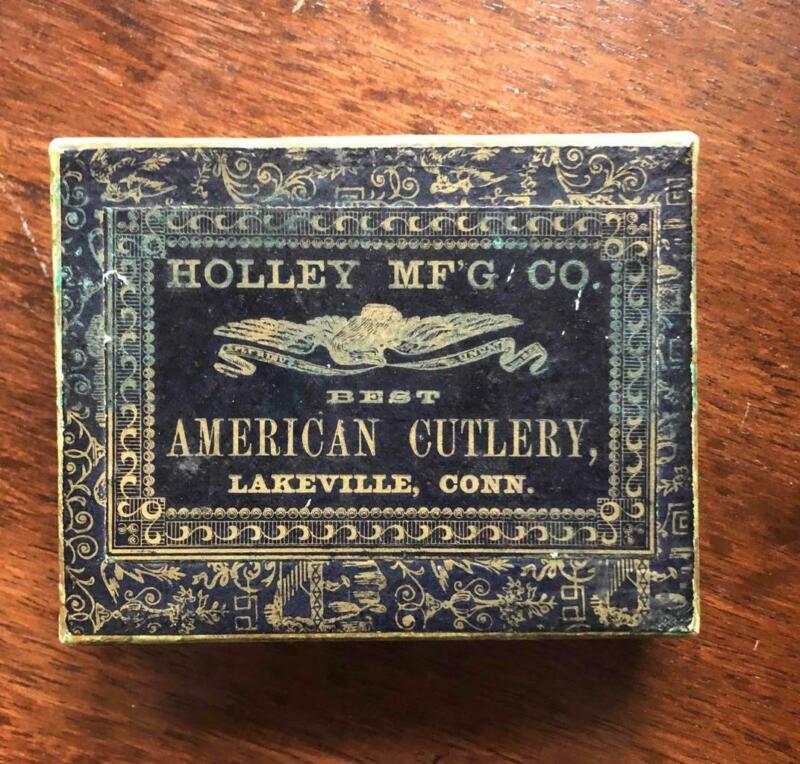 HOLLEY MF'G CO.
BEST
AMERICAN CUTLERY,
LAKEVILLE, CONN.